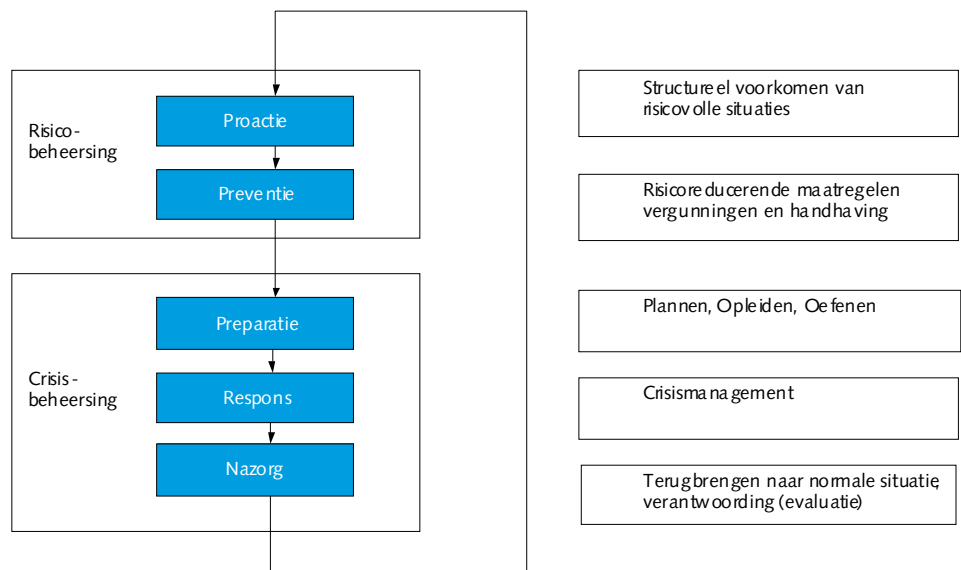 Risico-
beheersing
Proactie
Preventie
Structureel voorkomen van
risicovolle situaties
Risicoreducerende maatregelen
vergunningen en handhaving
Crisis-
beheersing
Preparatie
Respons
Nazorg
Plannen, Opleiden, Oefenen
Crisismanagement
Terugbrengen naar normale situatie,
verantwoording (evaluatie)